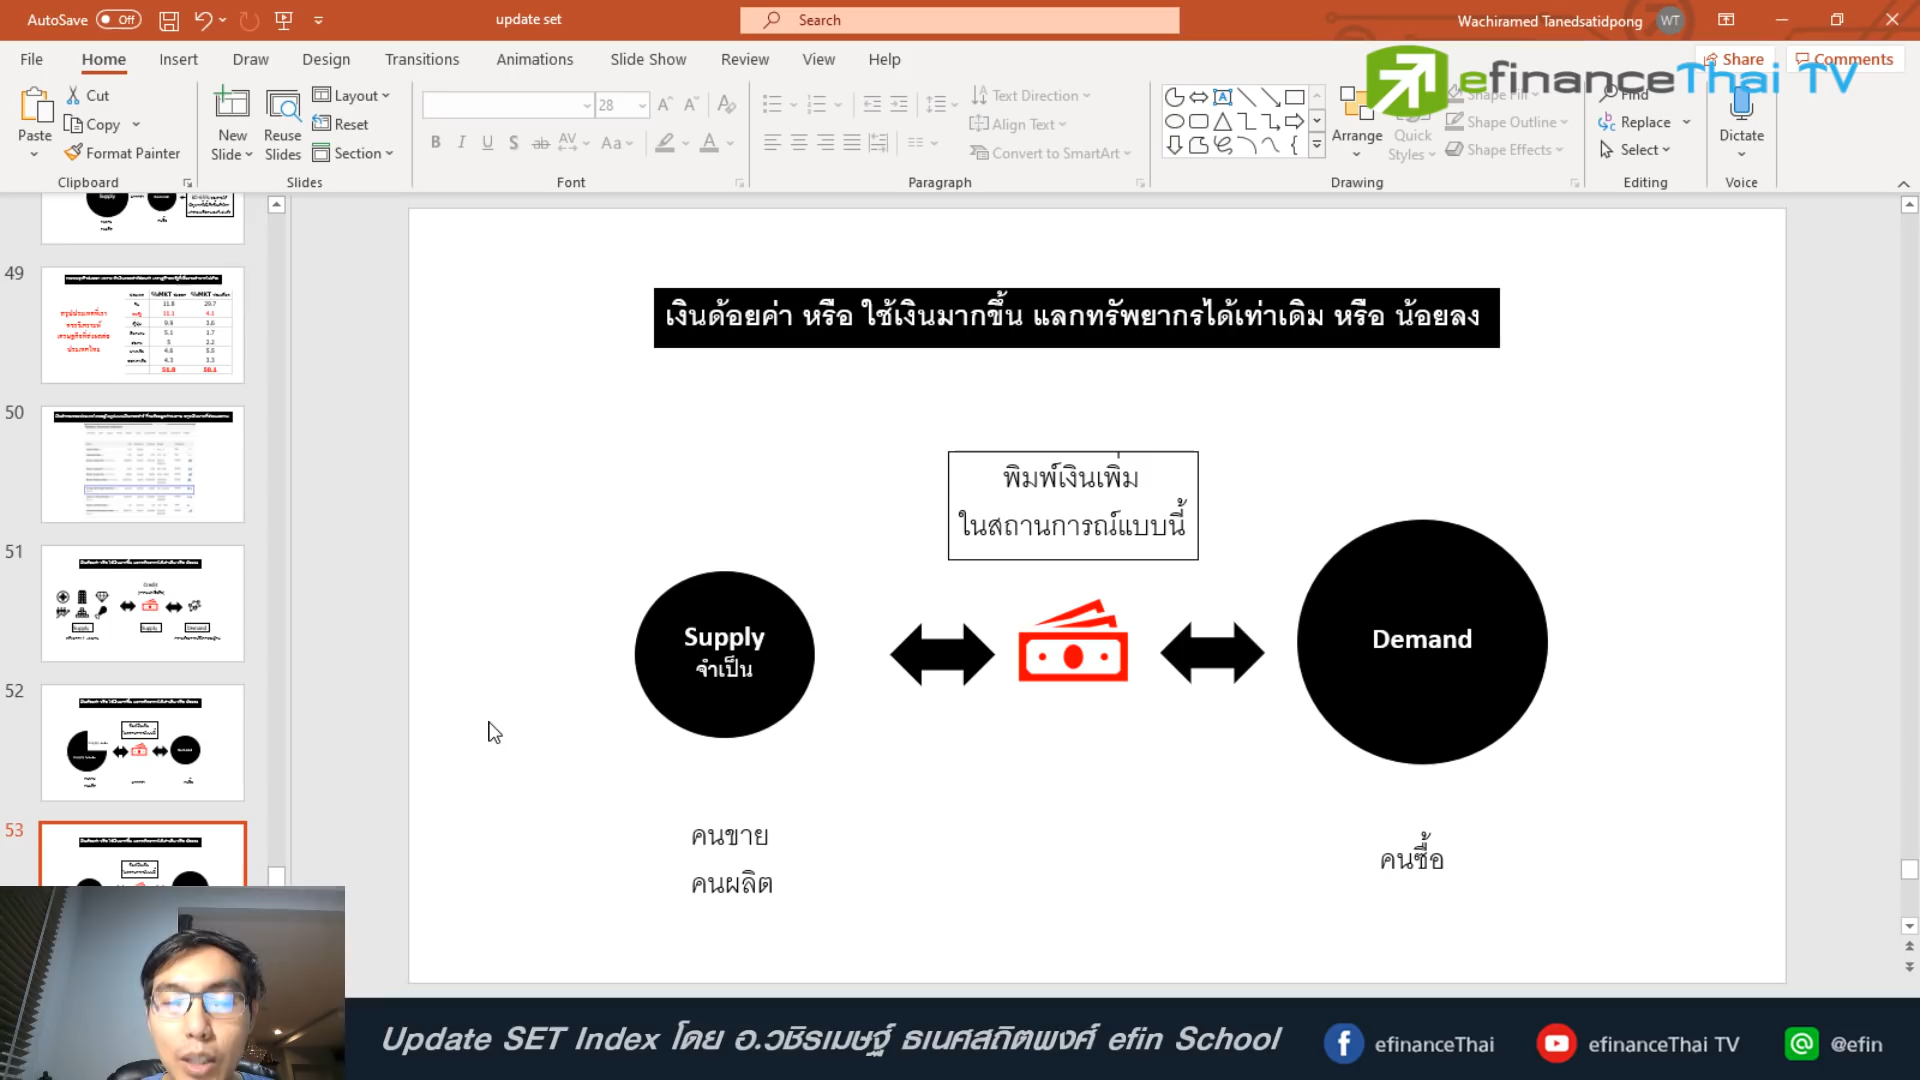 AutoSave Off
update set
Search
Wachiramed Tanedsatidpong WT
File Home Insert Draw Design Transitions Animations Slide Show Review View Help
Share Comments
efinanceThai TV
Paste
Cut
Copy
Format Painter
Clipboard
New Slide
Reuse Slides
Layout
Reset
Section
Slides
28
B I U S ab AV Aa A
Font
Text Direction
Align Text
Convert to SmartArt
Paragraph
Arrange
Quick Styles
Shape Fill
Shape Outline
Shape Effects
Drawing
Find
Replace
Select
Editing
Dictate
Voice
49
50
51
52
53
เงินด้อยค่า หรือ ใช้เงินมากขึ้น แลกทรัพยากรได้เท่าเดิม หรือ น้อยลง
พิมพ์เงินเพิ่ม
ในสถานการณ์แบบนี้
Supply
จำเป็น
Demand
คนขาย
คนผลิต
คนซื้อ
Update SET Index โดย อ.วชิรเมษฐ์ ธเนศสถิตพงศ์ efin School
efinanceThai
efinanceThai TV
@efin